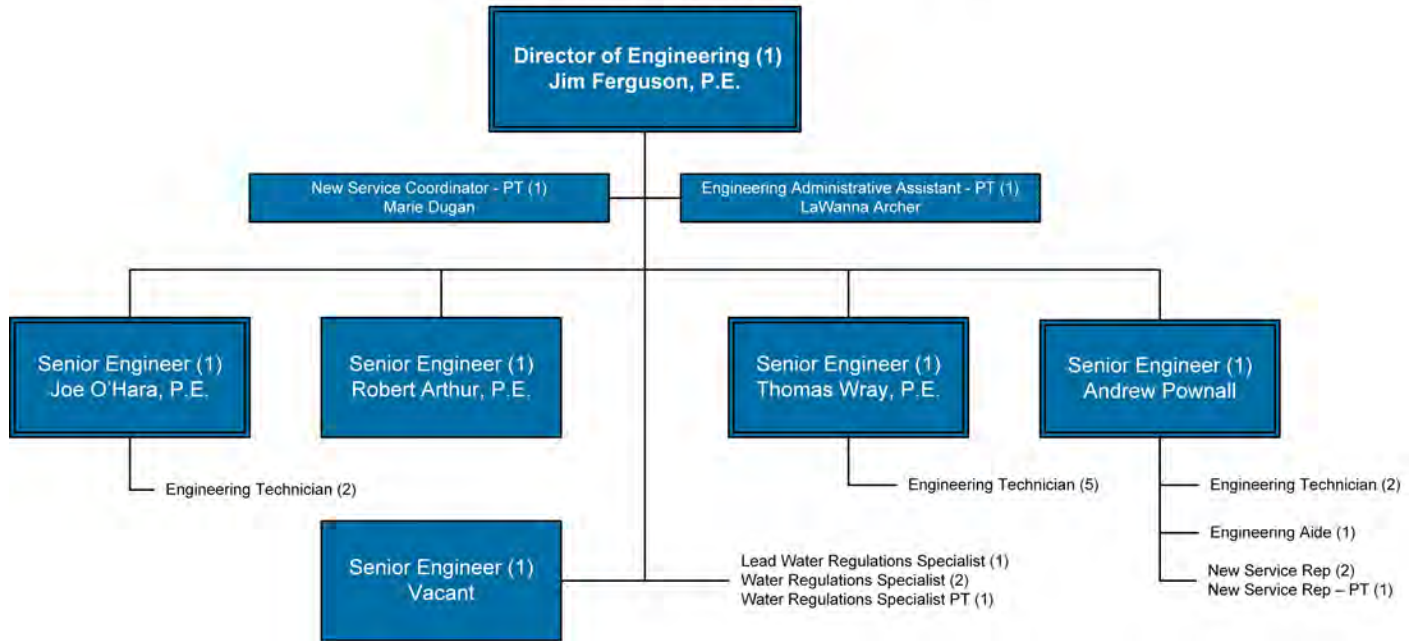 Director of Engineering (1)
Jim Ferguson, P.E.
New Service Coordinator - PT (1)
Marie Dugan
Engineering Administrative Assistant - PT (1)
LaWanna Archer
Senior Engineer (1)
Joe O'Hara, P.E.
Senior Engineer (1)
Robert Arthur, P.E.
Senior Engineer (1)
Thomas Wray, P.E.
Senior Engineer (1)
Andrew Pownall
Engineering Technician (2)
Engineering Technician (5)
Engineering Technician (2)
Engineering Aide (1)
New Service Rep (2)
New Service Rep – PT (1)
Senior Engineer (1)
Vacant
Lead Water Regulations Specialist (1)
Water Regulations Specialist (2)
Water Regulations Specialist PT (1)